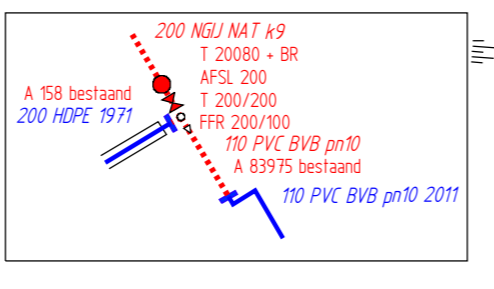 200 NGIJ NAT k9
T 20080 + BR
AFSL 200
A 158 bestaand
T 200/200
200 HDPE 1971
FFR 200/100
110 PVC BVB pn10
A 83975 bestaand
110 PVC BVB pn10 2011